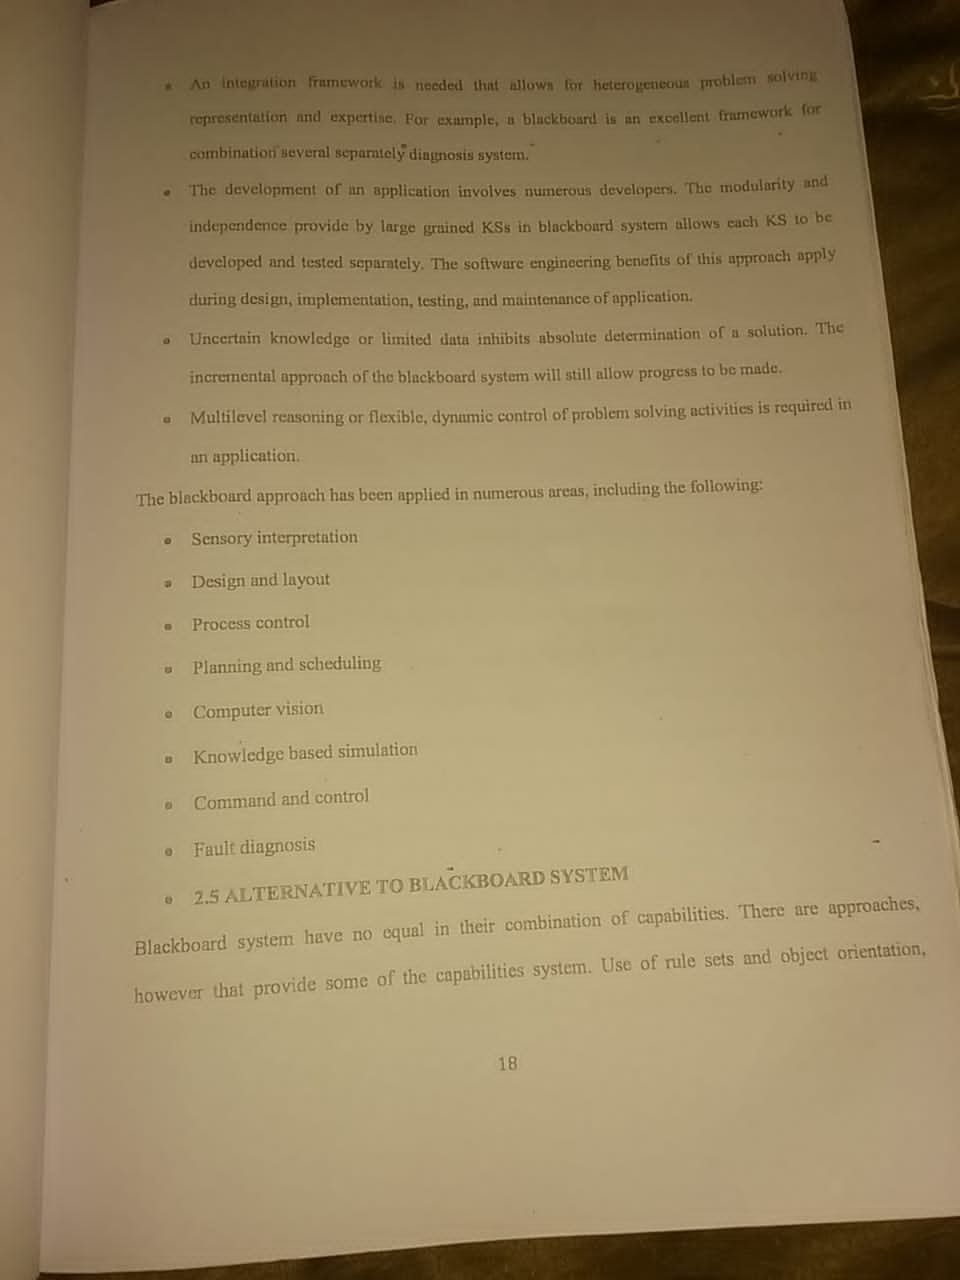 • An integration framework is needed that allows for heterogeneous problem solving
representation and expertise. For example, a blackboard is an excellent framework for
combination several separately diagnosis system.
• The development of an application involves numerous developers. The modularity and
independence provide by large grained KSs in blackboard system allows each KS to be
developed and tested separately. The software engineering benefits of this approach apply
during design, implementation, testing, and maintenance of application.
• Uncertain knowledge or limited data inhibits absolute determination of a solution. The
incremental approach of the blackboard system will still allow progress to be made.
• Multilevel reasoning or flexible, dynamic control of problem solving activities is required in
an application.
The blackboard approach has been applied in numerous areas, including the following:
• Sensory interpretation
• Design and layout
• Process control
• Planning and scheduling
• Computer vision
• Knowledge based simulation
• Command and control
• Fault diagnosis
• 2.5 ALTERNATIVE TO BLACKBOARD SYSTEM
Blackboard system have no equal in their combination of capabilities. There are approaches,
however that provide some of the capabilities system. Use of rule sets and object orientation,
18